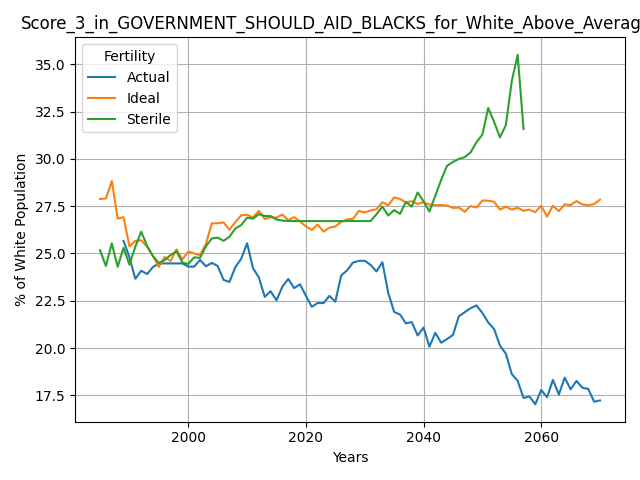 Score_3_in_GOVERNMENT_SHOULD_AID_BLACKS_for_White_Above_Averag
Fertility
Actual
Ideal
Sterile
% of White Population
35.0
32.5
30.0
27.5
25.0
22.5
20.0
17.5
2000
2020
2040
2060
Years